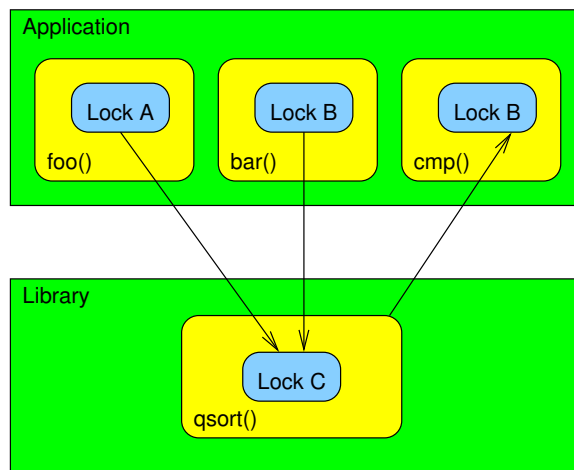 Application
Lock A
Lock B
Lock B
foo()
bar()
cmp()
Library
Lock C
qsort()